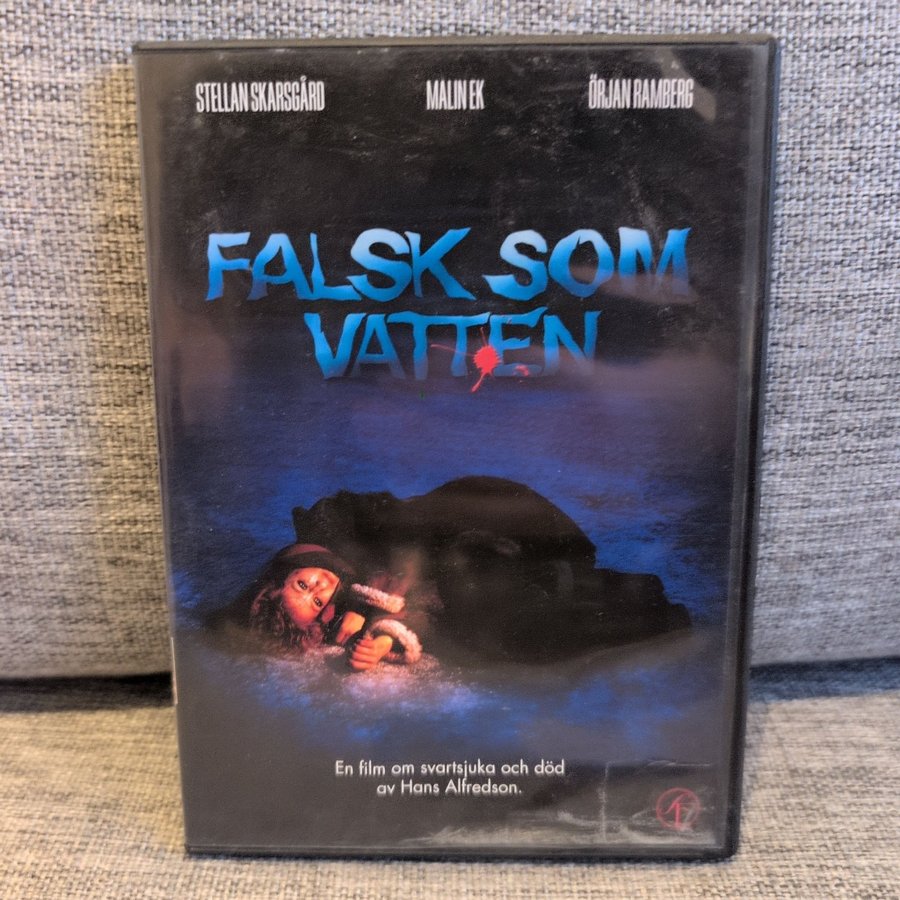 STELLAN SKARSGÅRD MALIN EK ÖRJAN RAMBERG
FALSK SOM
VATTEN
En film om svartsjuka och död
av Hans Alfredson.